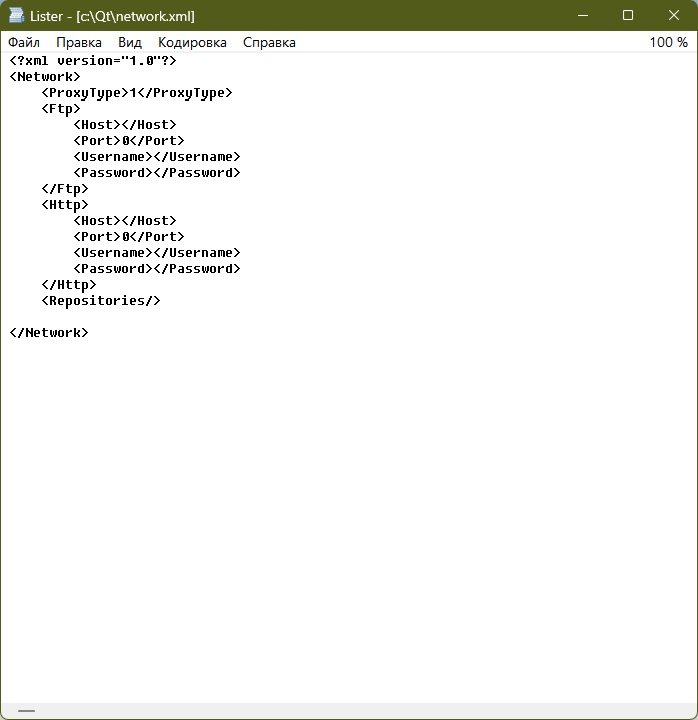 Lister - [c:\Qt\network.xml]
Файл Правка Вид Кодировка Справка 100 %
<?xml version="1.0"?>
<Network>
    <ProxyType>1</ProxyType>
    <Ftp>
        <Host></Host>
        <Port>0</Port>
        <Username></Username>
        <Password></Password>
    </Ftp>
    <Http>
        <Host></Host>
        <Port>0</Port>
        <Username></Username>
        <Password></Password>
    </Http>
    <Repositories/>
</Network>